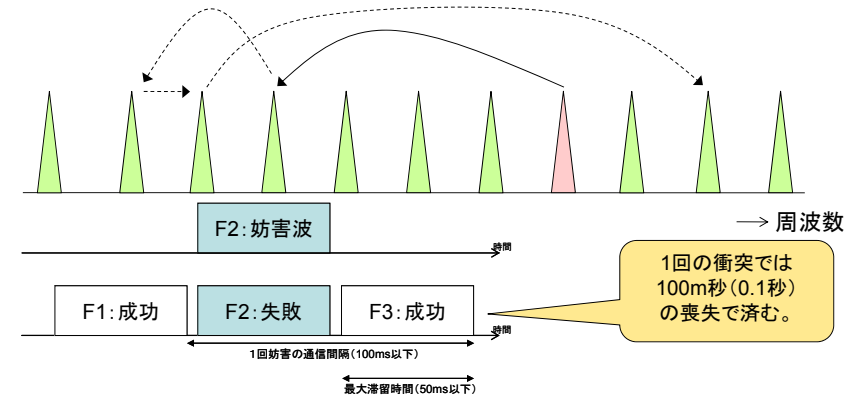 → 周波数
F2:妨害波
時間
1回の衝突では
100m秒(0.1秒)
の喪失で済む。
F1:成功
F2:失敗
F3:成功
時間
1回妨害の通信間隔(100ms以下)
最大滞留時間(50ms以下)